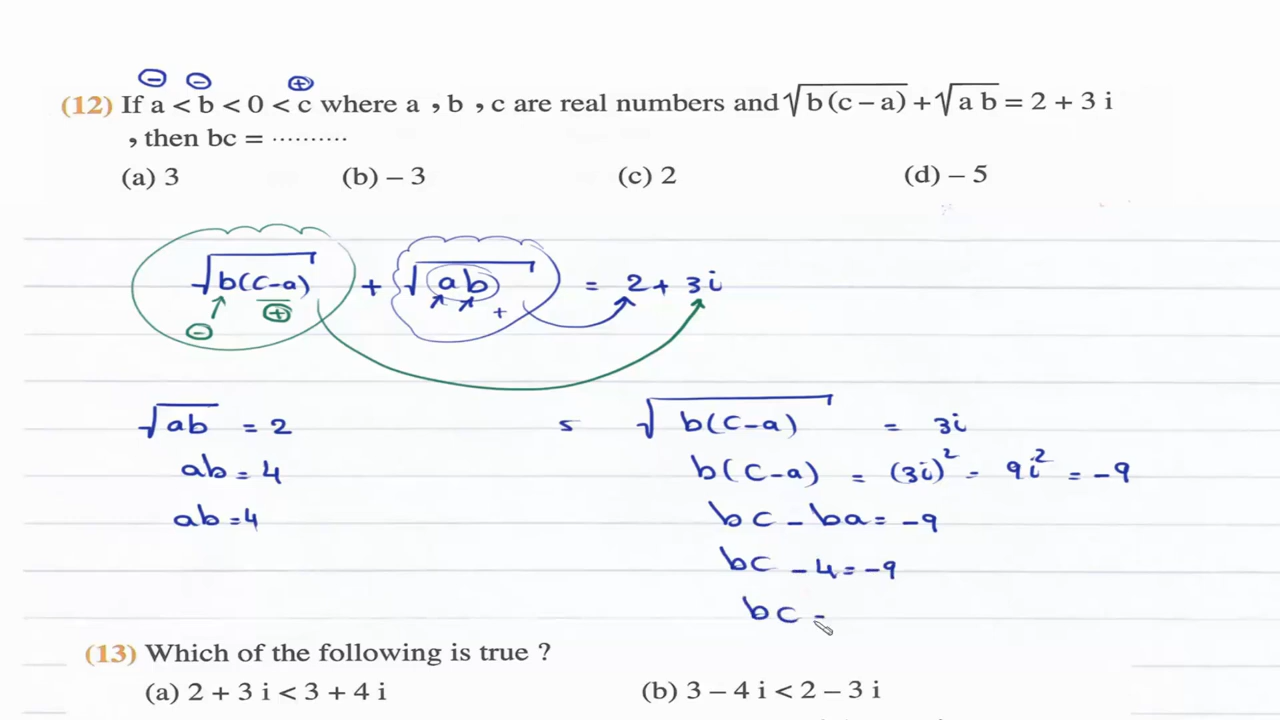 ⊖ ⊖ ⊕
(12) If a < b < 0 < c where a , b , c are real numbers and √b(c – a) + √a b = 2 + 3 i
, then bc = ··········
(a) 3 (b) – 3 (c) 2 (d) – 5
√b(c-a) + √ab = 2 + 3i
⊖ ⊕ +
√ab = 2 , √b(c-a) = 3i
ab = 4 b(c-a) = (3i)² = 9i² = -9
ab = 4 bc - ba = -9
bc - 4 = -9
bc =
(13) Which of the following is true ?
(a) 2 + 3 i < 3 + 4 i (b) 3 – 4 i < 2 – 3 i